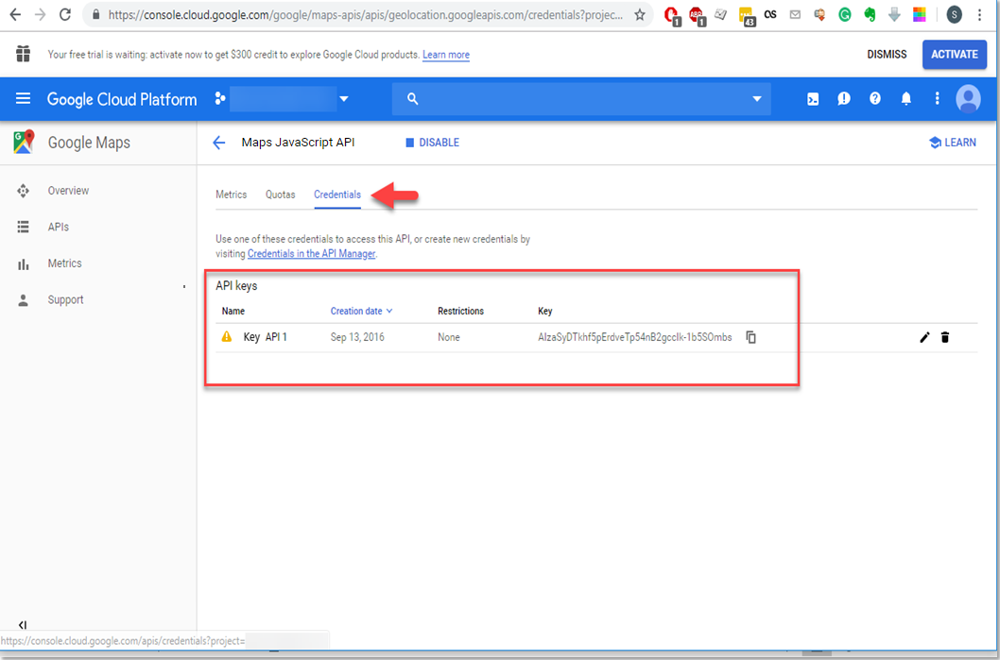 https://console.cloud.google.com/google/maps-apis/apis/geolocation.googleapis.com/credentials?projec...
1
ABP
1
43
OS
G
S
Your free trial is waiting: activate now to get $300 credit to explore Google Cloud products. Learn more
DISMISS
ACTIVATE
Google Cloud Platform
G
Google Maps
Maps JavaScript API
DISABLE
LEARN
Overview
APIs
Metrics
Support
Metrics
Quotas
Credentials
Use one of these credentials to access this API, or create new credentials by
visiting Credentials in the API Manager.
API keys
Name
Creation date
Restrictions
Key
Key API 1
Sep 13, 2016
None
AIzaSyDTkhf5pErdveTp54nB2gcclk-1b5SOmbs
https://console.cloud.google.com/apis/credentials?project=